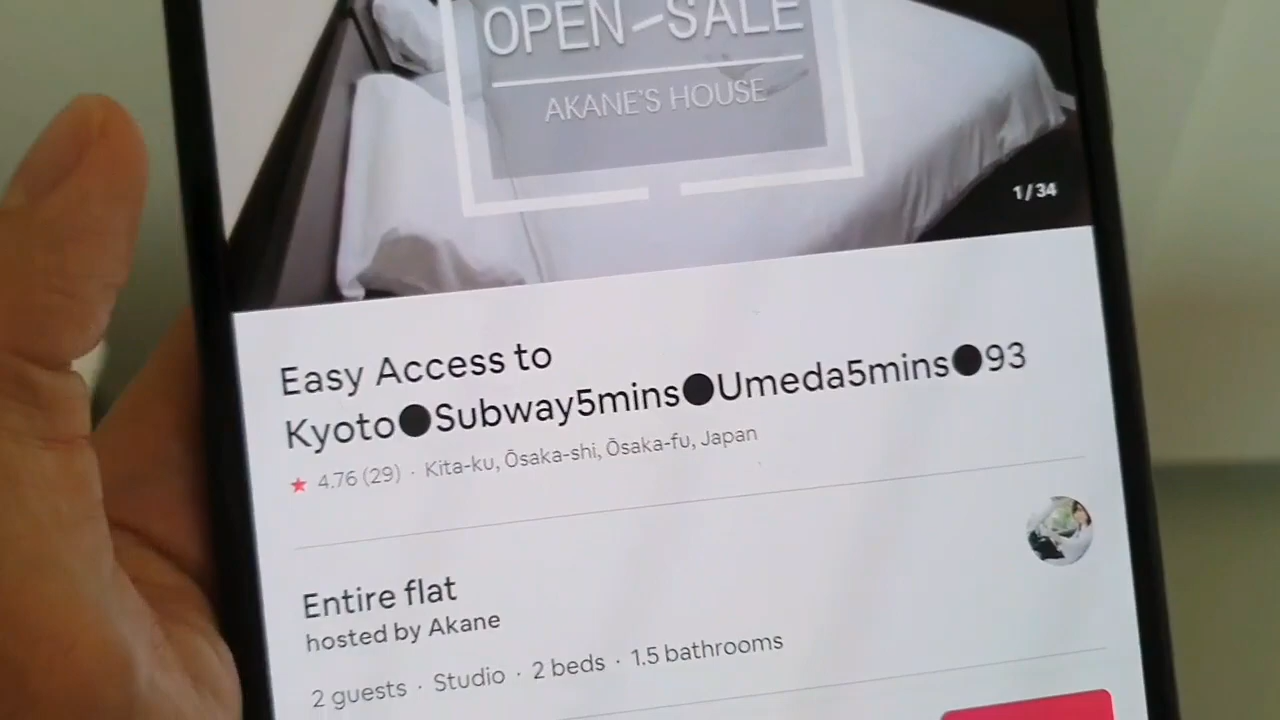 OPEN-SALE
AKANE'S HOUSE
1/34
Easy Access to
Kyoto●Subway5mins●Umeda5mins●93
★ 4.76 (29) · Kita-ku, Ōsaka-shi, Ōsaka-fu, Japan
Entire flat
hosted by Akane
2 guests · Studio · 2 beds · 1.5 bathrooms